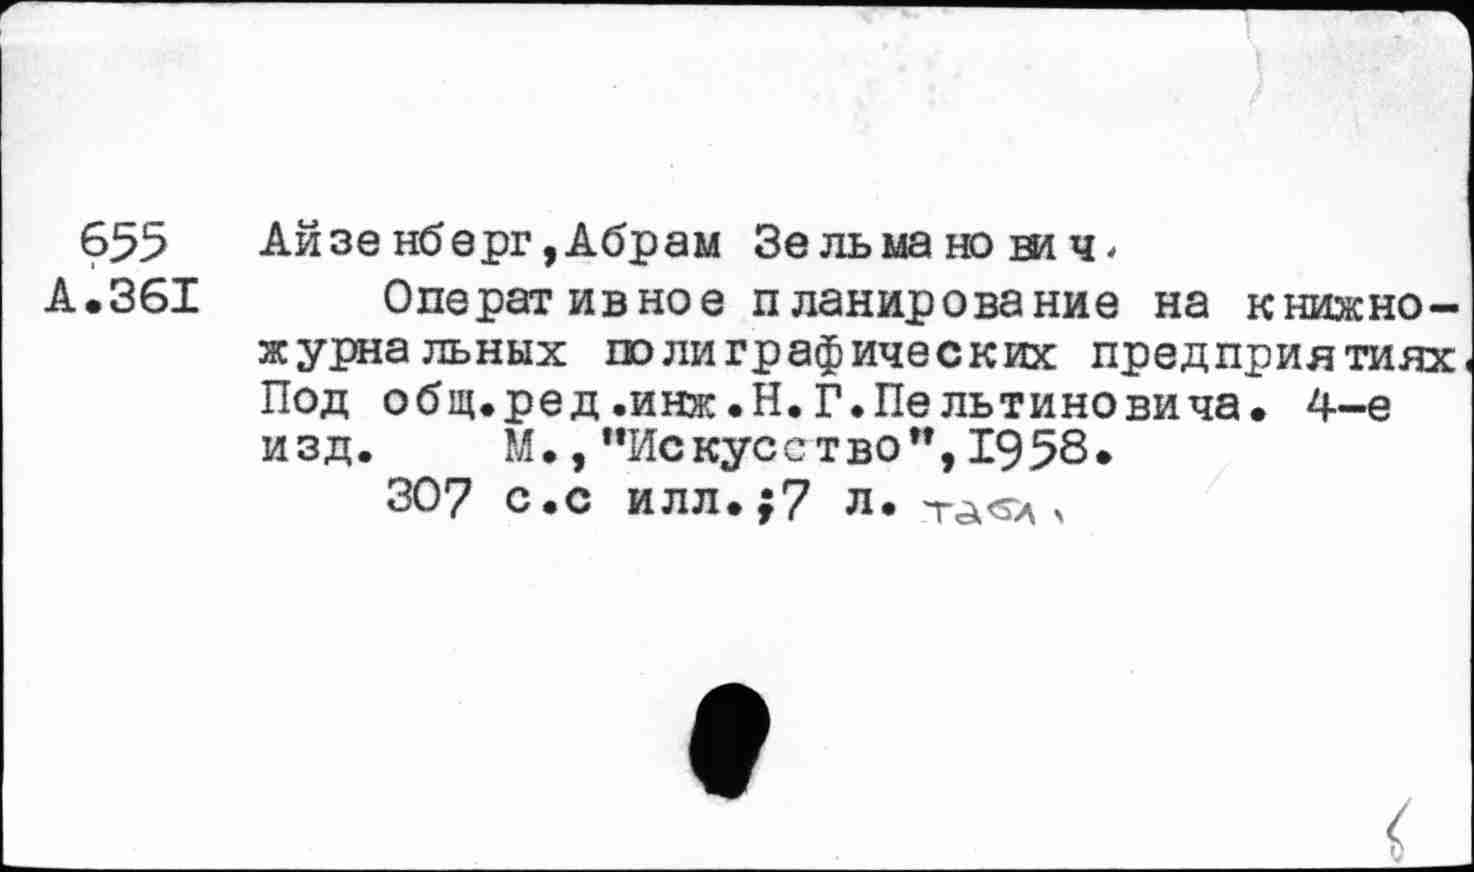 655 Айзенберг,Абрам Зельманович.
А.361 Оперативное планирование на книжно-
журнальных полиграфических предприятиях.
Под общ.ред.инж.Н.Г.Пельтиновича. 4-е
изд. М.,"Искусство",1958.
307 с.с илл.;7 л. табл.